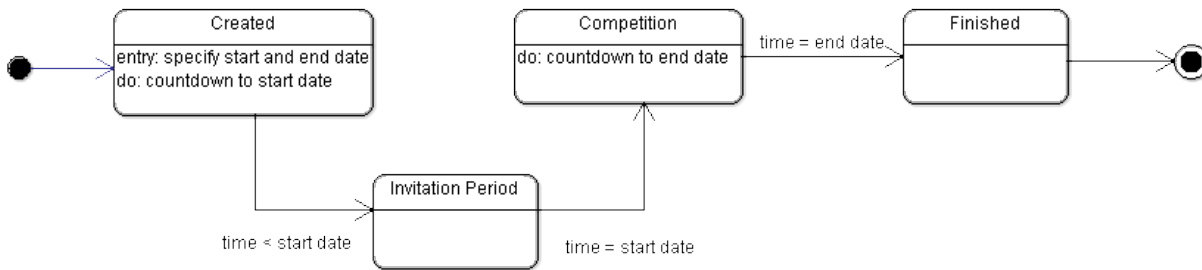 Created
entry: specify start and end date
do: countdown to start date
Competition
do: countdown to end date
time = end date
Finished
Invitation Period
time < start date
time = start date